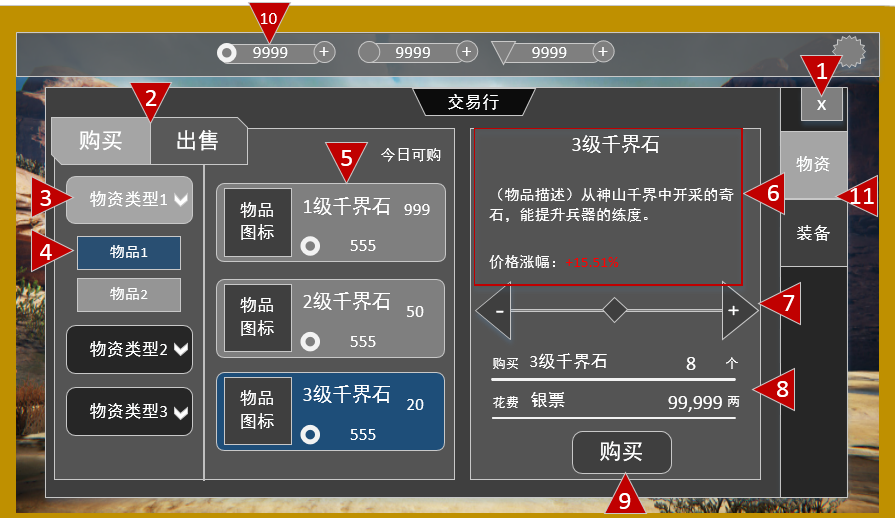 10
9999 +
9999 +
9999 +
1
x
2
交易行
购买
出售
今日可购
3
物资类型1
4
物品1
物品2
物资类型2
物资类型3
5
物品
图标
1级千界石 999
555
物品
图标
2级千界石 50
555
物品
图标
3级千界石 20
555
3级千界石
（物品描述）从神山千界中开采的奇
石，能提升兵器的练度。
价格涨幅：+15.51%
6
- +
7
购买 3级千界石 8 个
花费 银票 99,999 两
8
购买
9
物资
11
装备